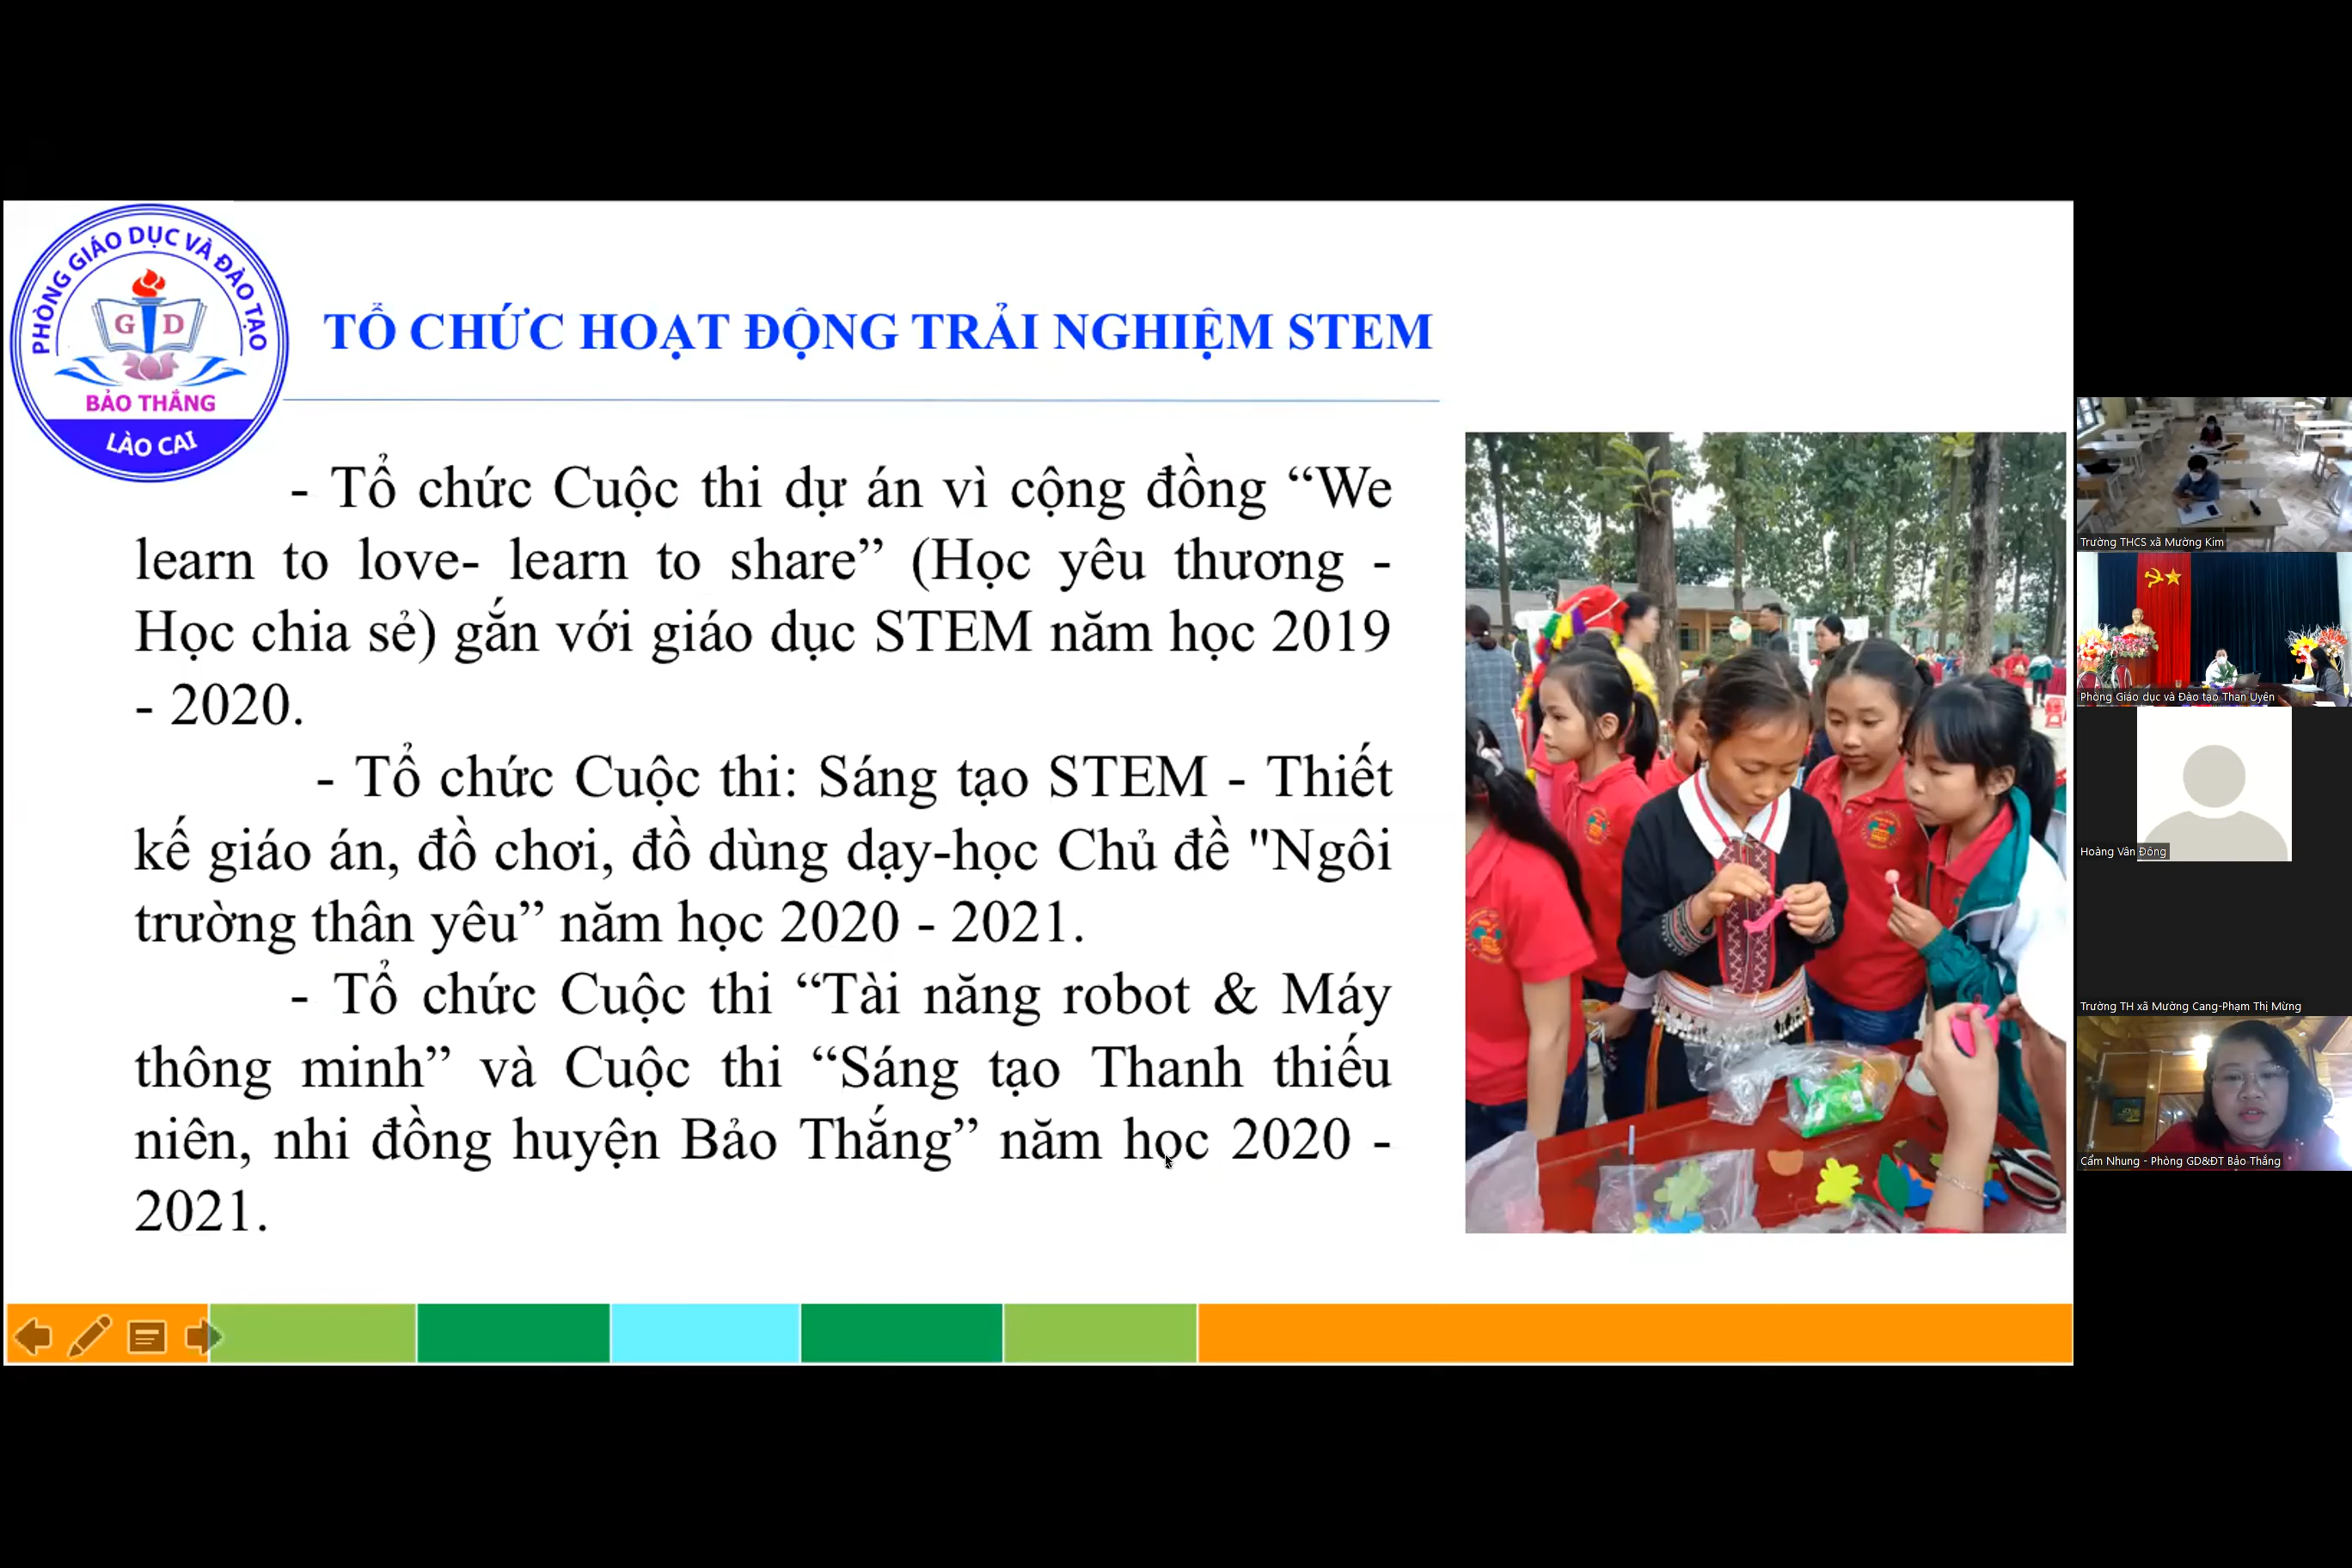 PHÒNG GIÁO DỤC VÀ ĐÀO TẠO
G D
BẢO THẮNG
LÀO CAI
TỔ CHỨC HOẠT ĐỘNG TRẢI NGHIỆM STEM
- Tổ chức Cuộc thi dự án vì cộng đồng “We
learn to love- learn to share” (Học yêu thương -
Học chia sẻ) gắn với giáo dục STEM năm học 2019
- 2020.
- Tổ chức Cuộc thi: Sáng tạo STEM - Thiết
kế giáo án, đồ chơi, đồ dùng dạy-học Chủ đề "Ngôi
trường thân yêu” năm học 2020 - 2021.
- Tổ chức Cuộc thi “Tài năng robot & Máy
thông minh” và Cuộc thi “Sáng tạo Thanh thiếu
niên, nhi đồng huyện Bảo Thắng” năm học 2020 -
2021.
Trường THCS xã Mường Kim
Phòng Giáo dục và Đào tạo Than Uyên
Hoàng Vân Đông
Trường TH xã Mường Cang-Phạm Thị Mừng
Cẩm Nhung - Phòng GD&ĐT Bảo Thắng